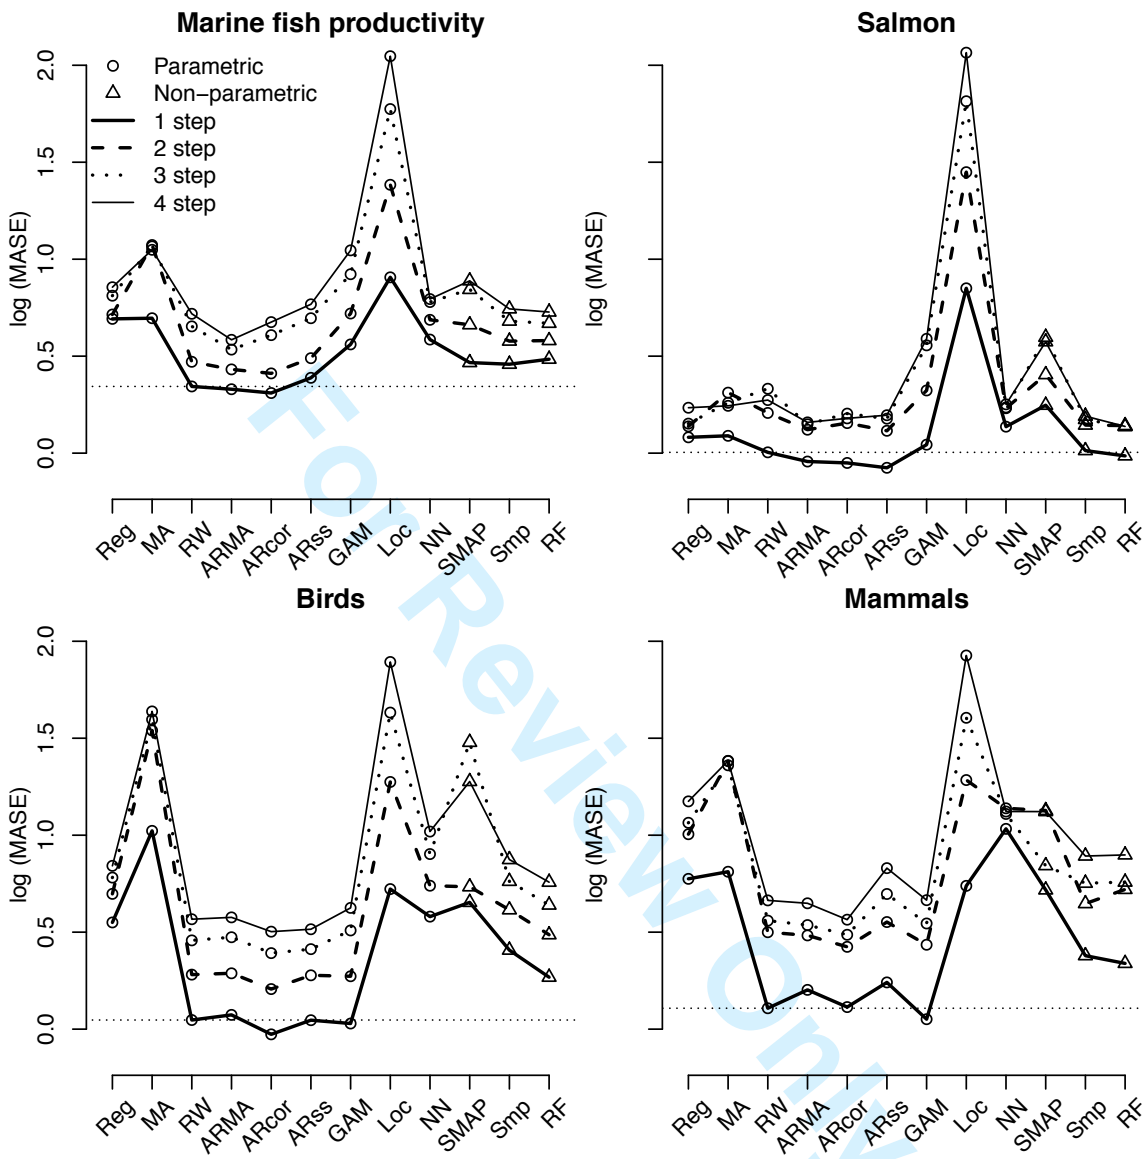 Marine fish productivity
Parametric
Non−parametric
1 step
2 step
3 step
4 step
log (MASE)
0.0 0.5 1.0 1.5 2.0
Reg MA RW ARMA ARcor ARss GAM Loc NN SMAP Smp RF
Salmon
log (MASE)
Reg MA RW ARMA ARcor ARss GAM Loc NN SMAP Smp RF
Birds
log (MASE)
0.0 0.5 1.0 1.5 2.0
Reg MA RW ARMA ARcor ARss GAM Loc NN SMAP Smp RF
Mammals
log (MASE)
Reg MA RW ARMA ARcor ARss GAM Loc NN SMAP Smp RF
For Review Only